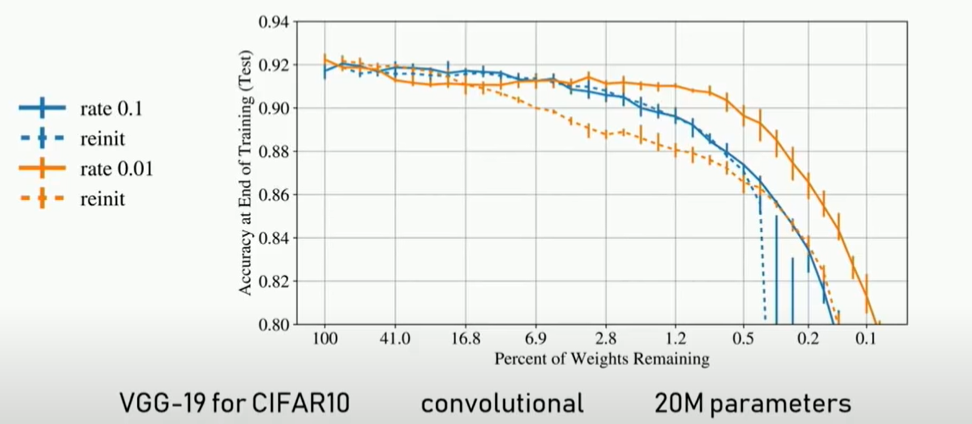 0.94
0.92
0.90
0.88
0.86
0.84
0.82
0.80
Accuracy at End of Training (Test)
rate 0.1
reinit
rate 0.01
reinit
100 41.0 16.8 6.9 2.8 1.2 0.5 0.2 0.1
Percent of Weights Remaining
VGG-19 for CIFAR10 convolutional 20M parameters